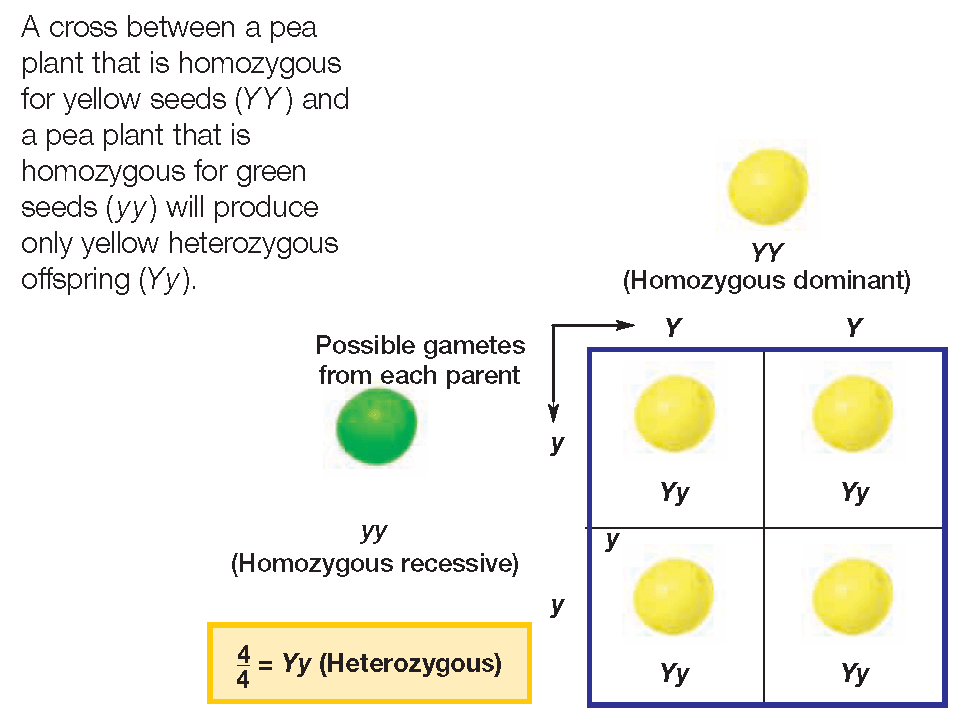 A cross between a pea
plant that is homozygous
for yellow seeds (YY) and
a pea plant that is
homozygous for green
seeds (yy) will produce
only yellow heterozygous
offspring (Yy).
YY
(Homozygous dominant)
Y Y
Possible gametes
from each parent
y
Yy Yy
yy
(Homozygous recessive)
y
y
Yy Yy
4/4 = Yy (Heterozygous)